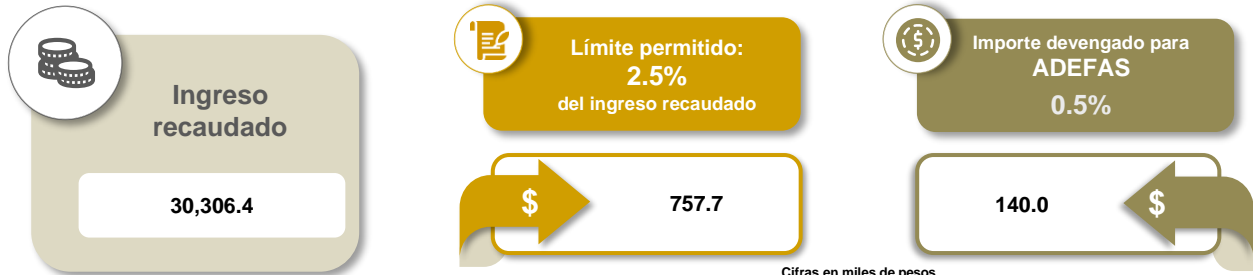 Ingreso
recaudado
30,306.4
Límite permitido:
2.5%
del ingreso recaudado
$
757.7
Importe devengado para
ADEFAS
0.5%
140.0
$
Cifras en miles de pesos